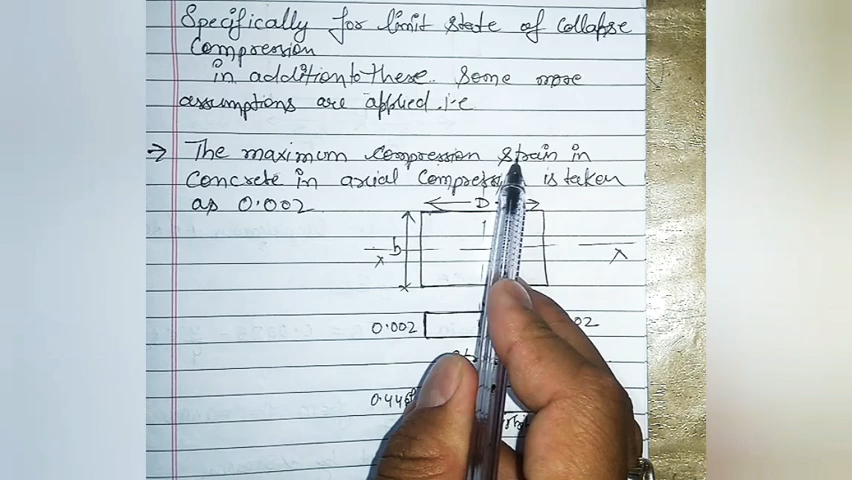 Specifically for limit state of collapse
compression
in addition to these some more
assumptions are applied .i.e
→ The maximum compression strain in
concrete in axial is taken
as 0.002
D
b
x x
0.002 02
0.446